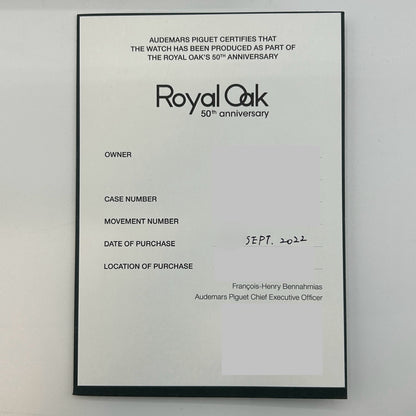 AUDEMARS PIGUET CERTIFIES THAT
THE WATCH HAS BEEN PRODUCED AS PART OF
THE ROYAL OAK'S 50TH ANNIVERSARY
Royal Oak
50th anniversary
OWNER
CASE NUMBER
MOVEMENT NUMBER
DATE OF PURCHASE SEPT. 2022
LOCATION OF PURCHASE
François-Henry Bennahmias
Audemars Piguet Chief Executive Officer